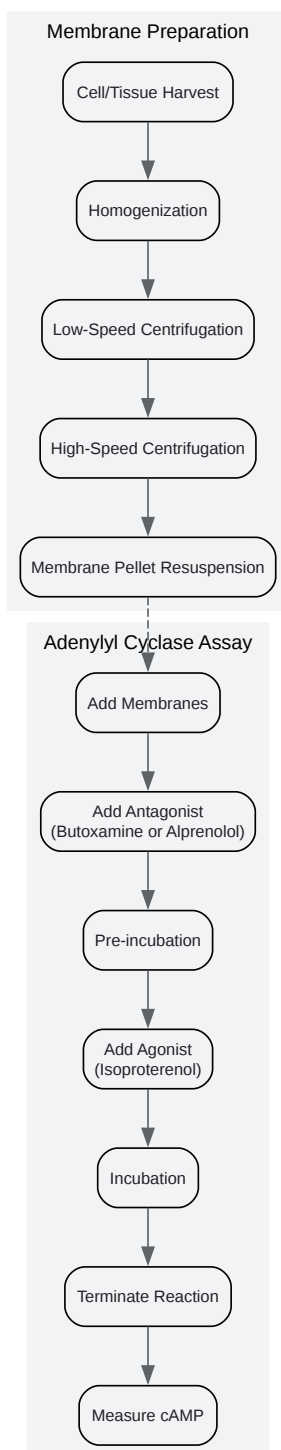 Membrane Preparation
Cell/Tissue Harvest
Homogenization
Low-Speed Centrifugation
High-Speed Centrifugation
Membrane Pellet Resuspension
Adenylyl Cyclase Assay
Add Membranes
Add Antagonist
(Butoxamine or Alprenolol)
Pre-incubation
Add Agonist
(Isoproterenol)
Incubation
Terminate Reaction
Measure cAMP